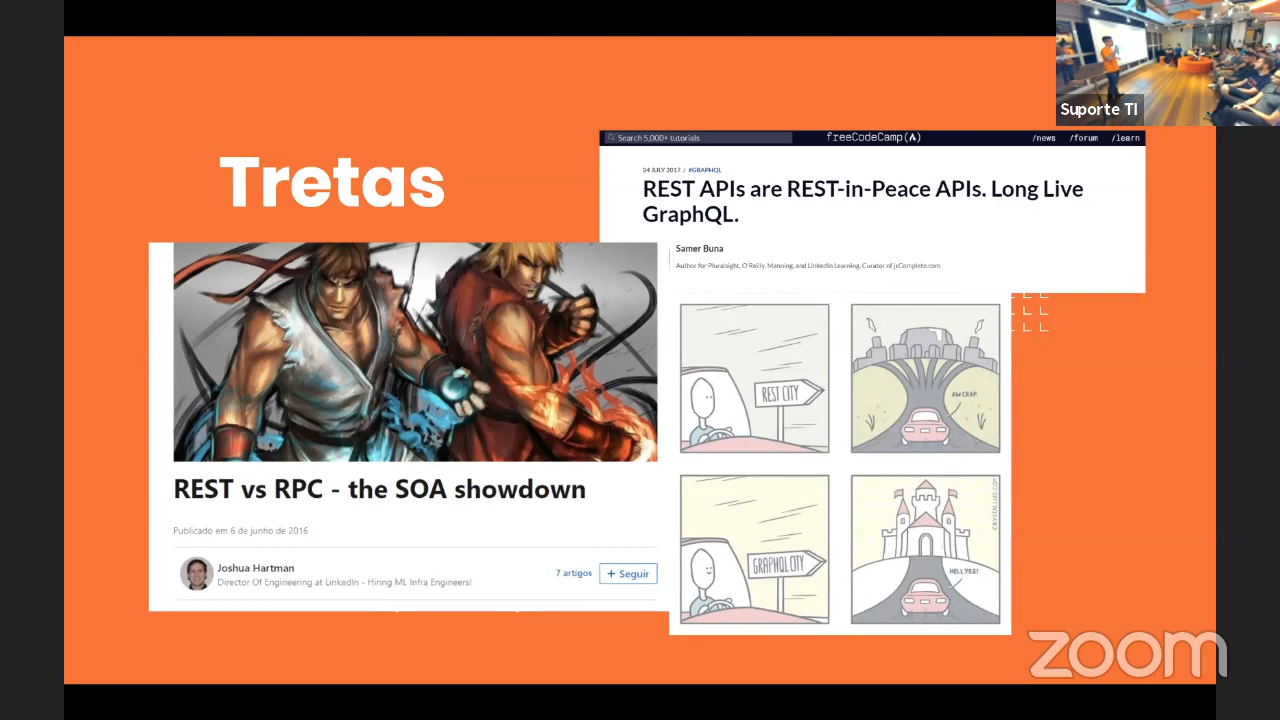 Suporte TI
Tretas
Search 5,000+ tutorials
freeCodeCamp(🔥)
/news /forum /learn
24 JULY 2017 / #GRAPHQL
REST APIs are REST-in-Peace APIs. Long Live
GraphQL.
Samer Buna
Author for Pluralsight, O'Reilly, Manning, and LinkedIn Learning, Curator of jsComplete.com
REST vs RPC - the SOA showdown
Publicado em 6 de junho de 2016
Joshua Hartman
Director Of Engineering at LinkedIn - Hiring ML Infra Engineers!
7 artigos
+ Seguir
REST CITY
AW CRAP.
GRAPHQL CITY
HELL YES!
CRYSTALLIFE.COM
zoom